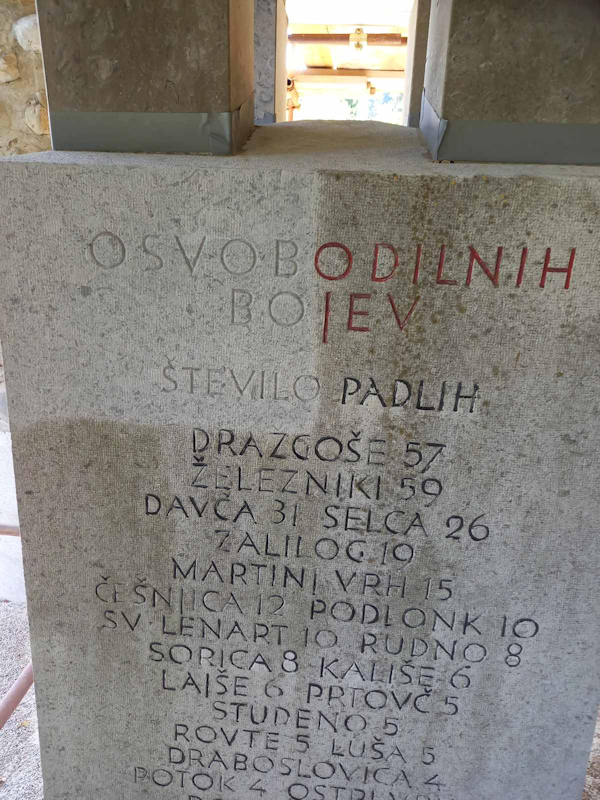 OSVOBODILNIH
BOJEV
ŠTEVILO PADLIH
DRAZGOŠE 57
ŽELEZNIKI 59
DAVČA 31 SELCA 26
ZALILOG 19
MARTINJ VRH 15
ČEŠNJICA 12 PODLONK 10
SV. LENART 10 RUDNO 8
SORICA 8 KALIŠE 6
LAJŠE 6 PRTOVČ 5
STUDENO 5
ROVTE 5 LUŠA 5
DRABOSLOVICA 4
POTOK 4